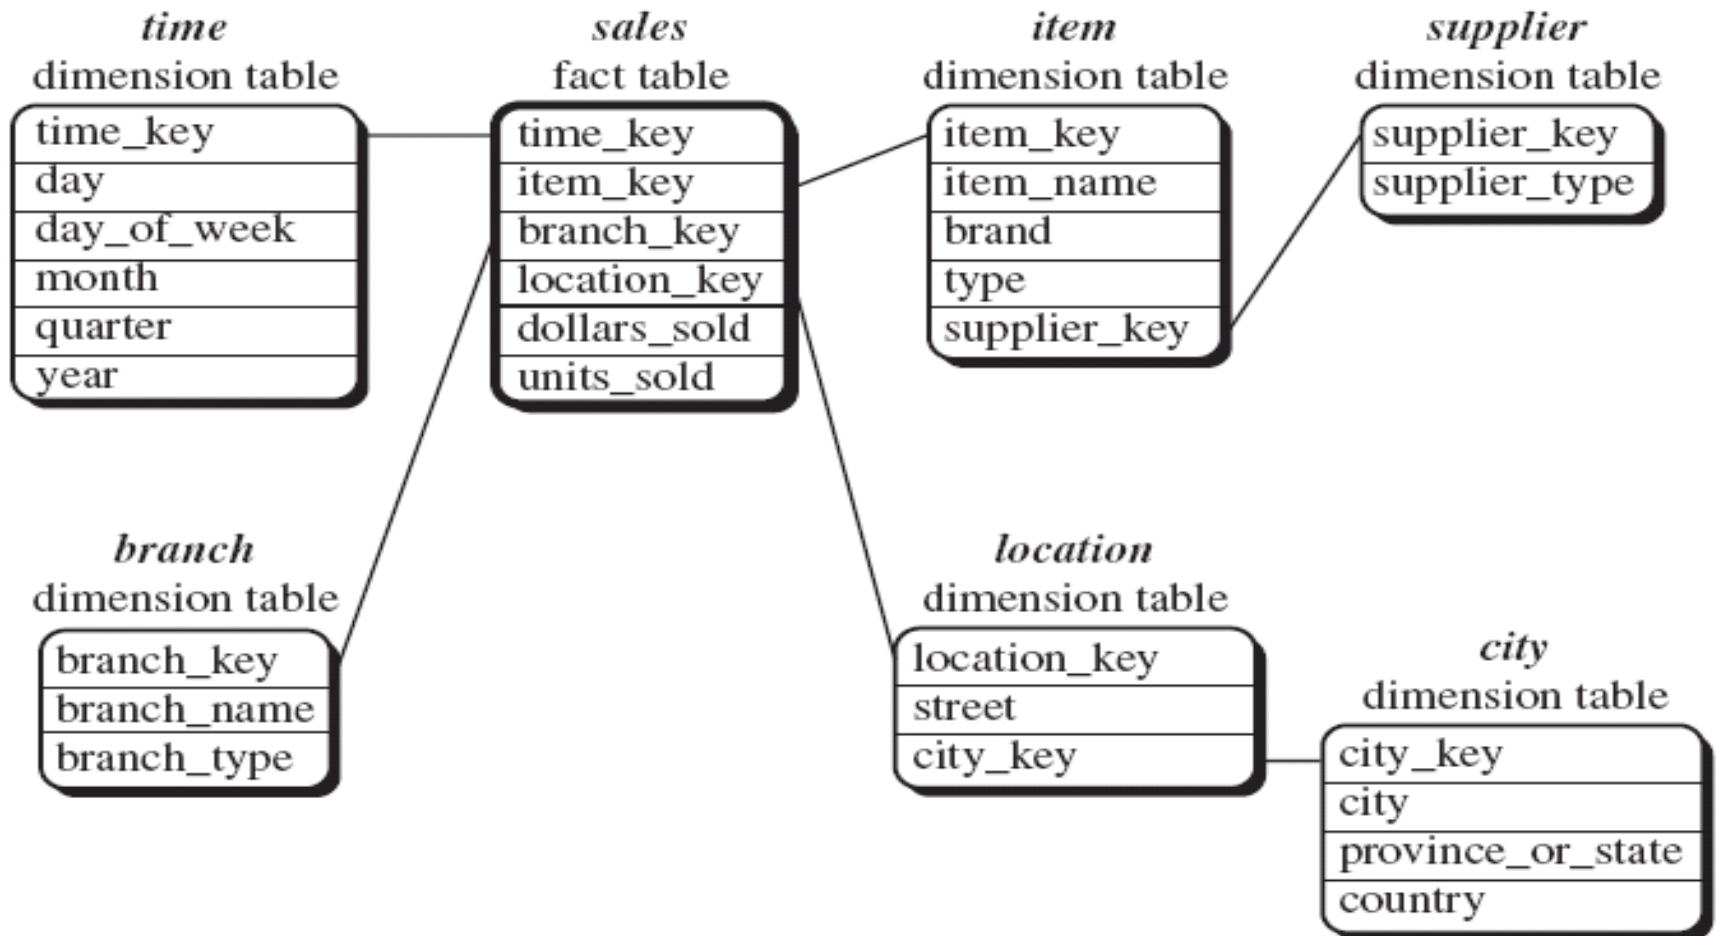 time
dimension table
time_key
day
day_of_week
month
quarter
year
sales
fact table
time_key
item_key
branch_key
location_key
dollars_sold
units_sold
item
dimension table
item_key
item_name
brand
type
supplier_key
supplier
dimension table
supplier_key
supplier_type
branch
dimension table
branch_key
branch_name
branch_type
location
dimension table
location_key
street
city_key
city
dimension table
city_key
city
province_or_state
country